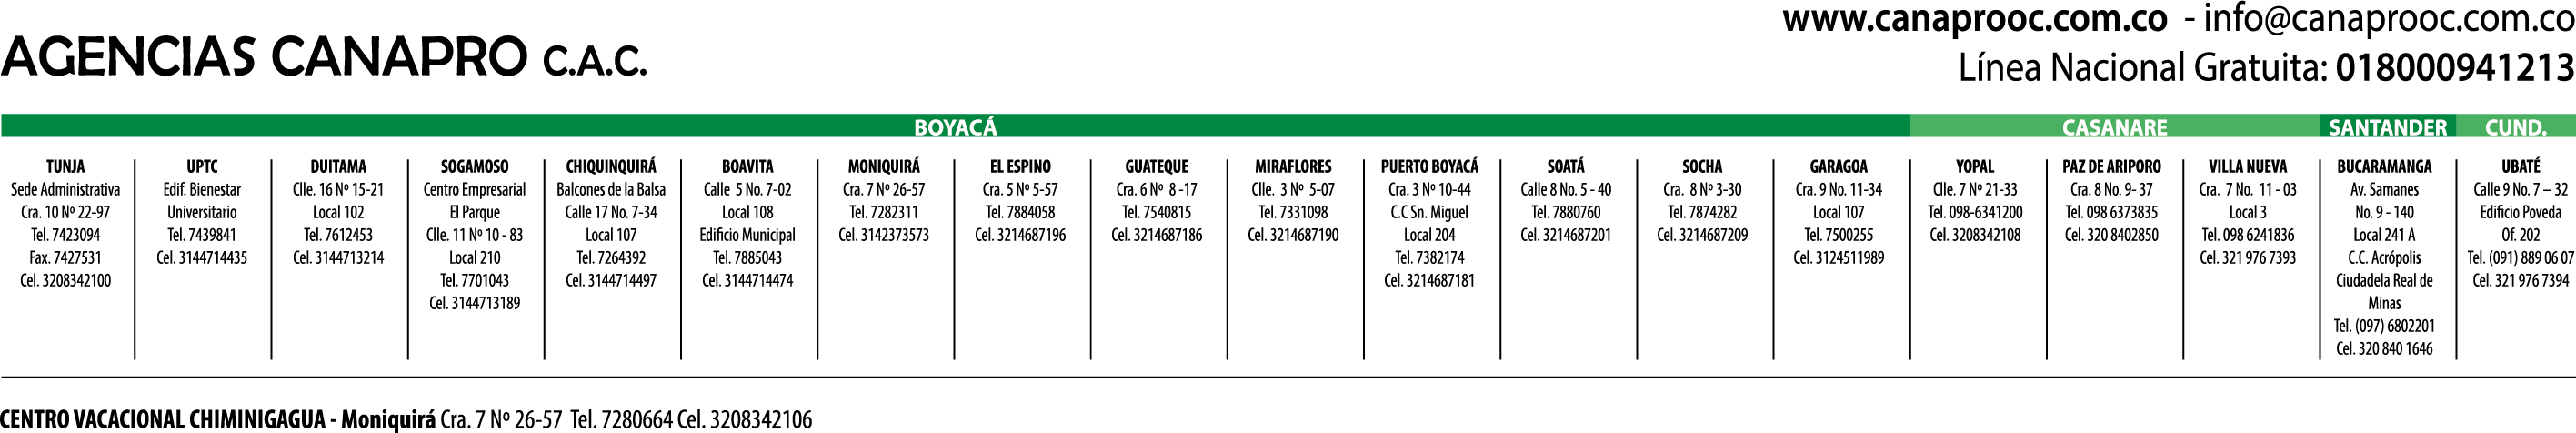 AGENCIAS CANAPRO C.A.C.
www.canaprooc.com.co - info@canaprooc.com.co
Línea Nacional Gratuita: 018000941213
BOYACÁ
TUNJA
Sede Administrativa
Cra. 10 Nº 22-97
Tel. 7423094
Fax. 7427531
Cel. 3208342100
UPTC
Edif. Bienestar
Universitario
Tel. 7439841
Cel. 3144714435
DUITAMA
Clle. 16 Nº 15-21
Local 102
Tel. 7612453
Cel. 3144713214
SOGAMOSO
Centro Empresarial
El Parque
Clle. 11 Nº 10 - 83
Local 210
Tel. 7701043
Cel. 3144713189
CHIQUINQUIRÁ
Balcones de la Balsa
Calle 17 No. 7-34
Local 107
Tel. 7264392
Cel. 3144714497
BOAVITA
Calle 5 No. 7-02
Local 108
Edificio Municipal
Tel. 7885043
Cel. 3144714474
MONIQUIRÁ
Cra. 7 Nº 26-57
Tel. 7282311
Cel. 3142373573
EL ESPINO
Cra. 5 Nº 5-57
Tel. 7884058
Cel. 3214687196
GUATEQUE
Cra. 6 Nº 8 -17
Tel. 7540815
Cel. 3214687186
MIRAFLORES
Clle. 3 Nº 5-07
Tel. 7331098
Cel. 3214687190
PUERTO BOYACÁ
Cra. 3 Nº 10-44
C.C Sn. Miguel
Local 204
Tel. 7382174
Cel. 3214687181
SOATÁ
Calle 8 No. 5 - 40
Tel. 7880760
Cel. 3214687201
SOCHA
Cra. 8 Nº 3-30
Tel. 7874282
Cel. 3214687209
GARAGOA
Cra. 9 No. 11-34
Local 107
Tel. 7500255
Cel. 3124511989
CASANARE
YOPAL
Clle. 7 Nº 21-33
Tel. 098-6341200
Cel. 3208342108
PAZ DE ARIPORO
Cra. 8 No. 9- 37
Tel. 098 6373835
Cel. 320 8402850
VILLA NUEVA
Cra. 7 No. 11 - 03
Local 3
Tel. 098 6241836
Cel. 321 976 7393
SANTANDER
BUCARAMANGA
Av. Samanes
No. 9 - 140
Local 241 A
C.C. Acrópolis
Ciudadela Real de
Minas
Tel. (097) 6802201
Cel. 320 840 1646
CUND.
UBATÉ
Calle 9 No. 7 – 32
Edificio Poveda
Of. 202
Tel. (091) 889 06 07
Cel. 321 976 7394
CENTRO VACACIONAL CHIMINIGAGUA - Moniquirá Cra. 7 Nº 26-57 Tel. 7280664 Cel. 3208342106